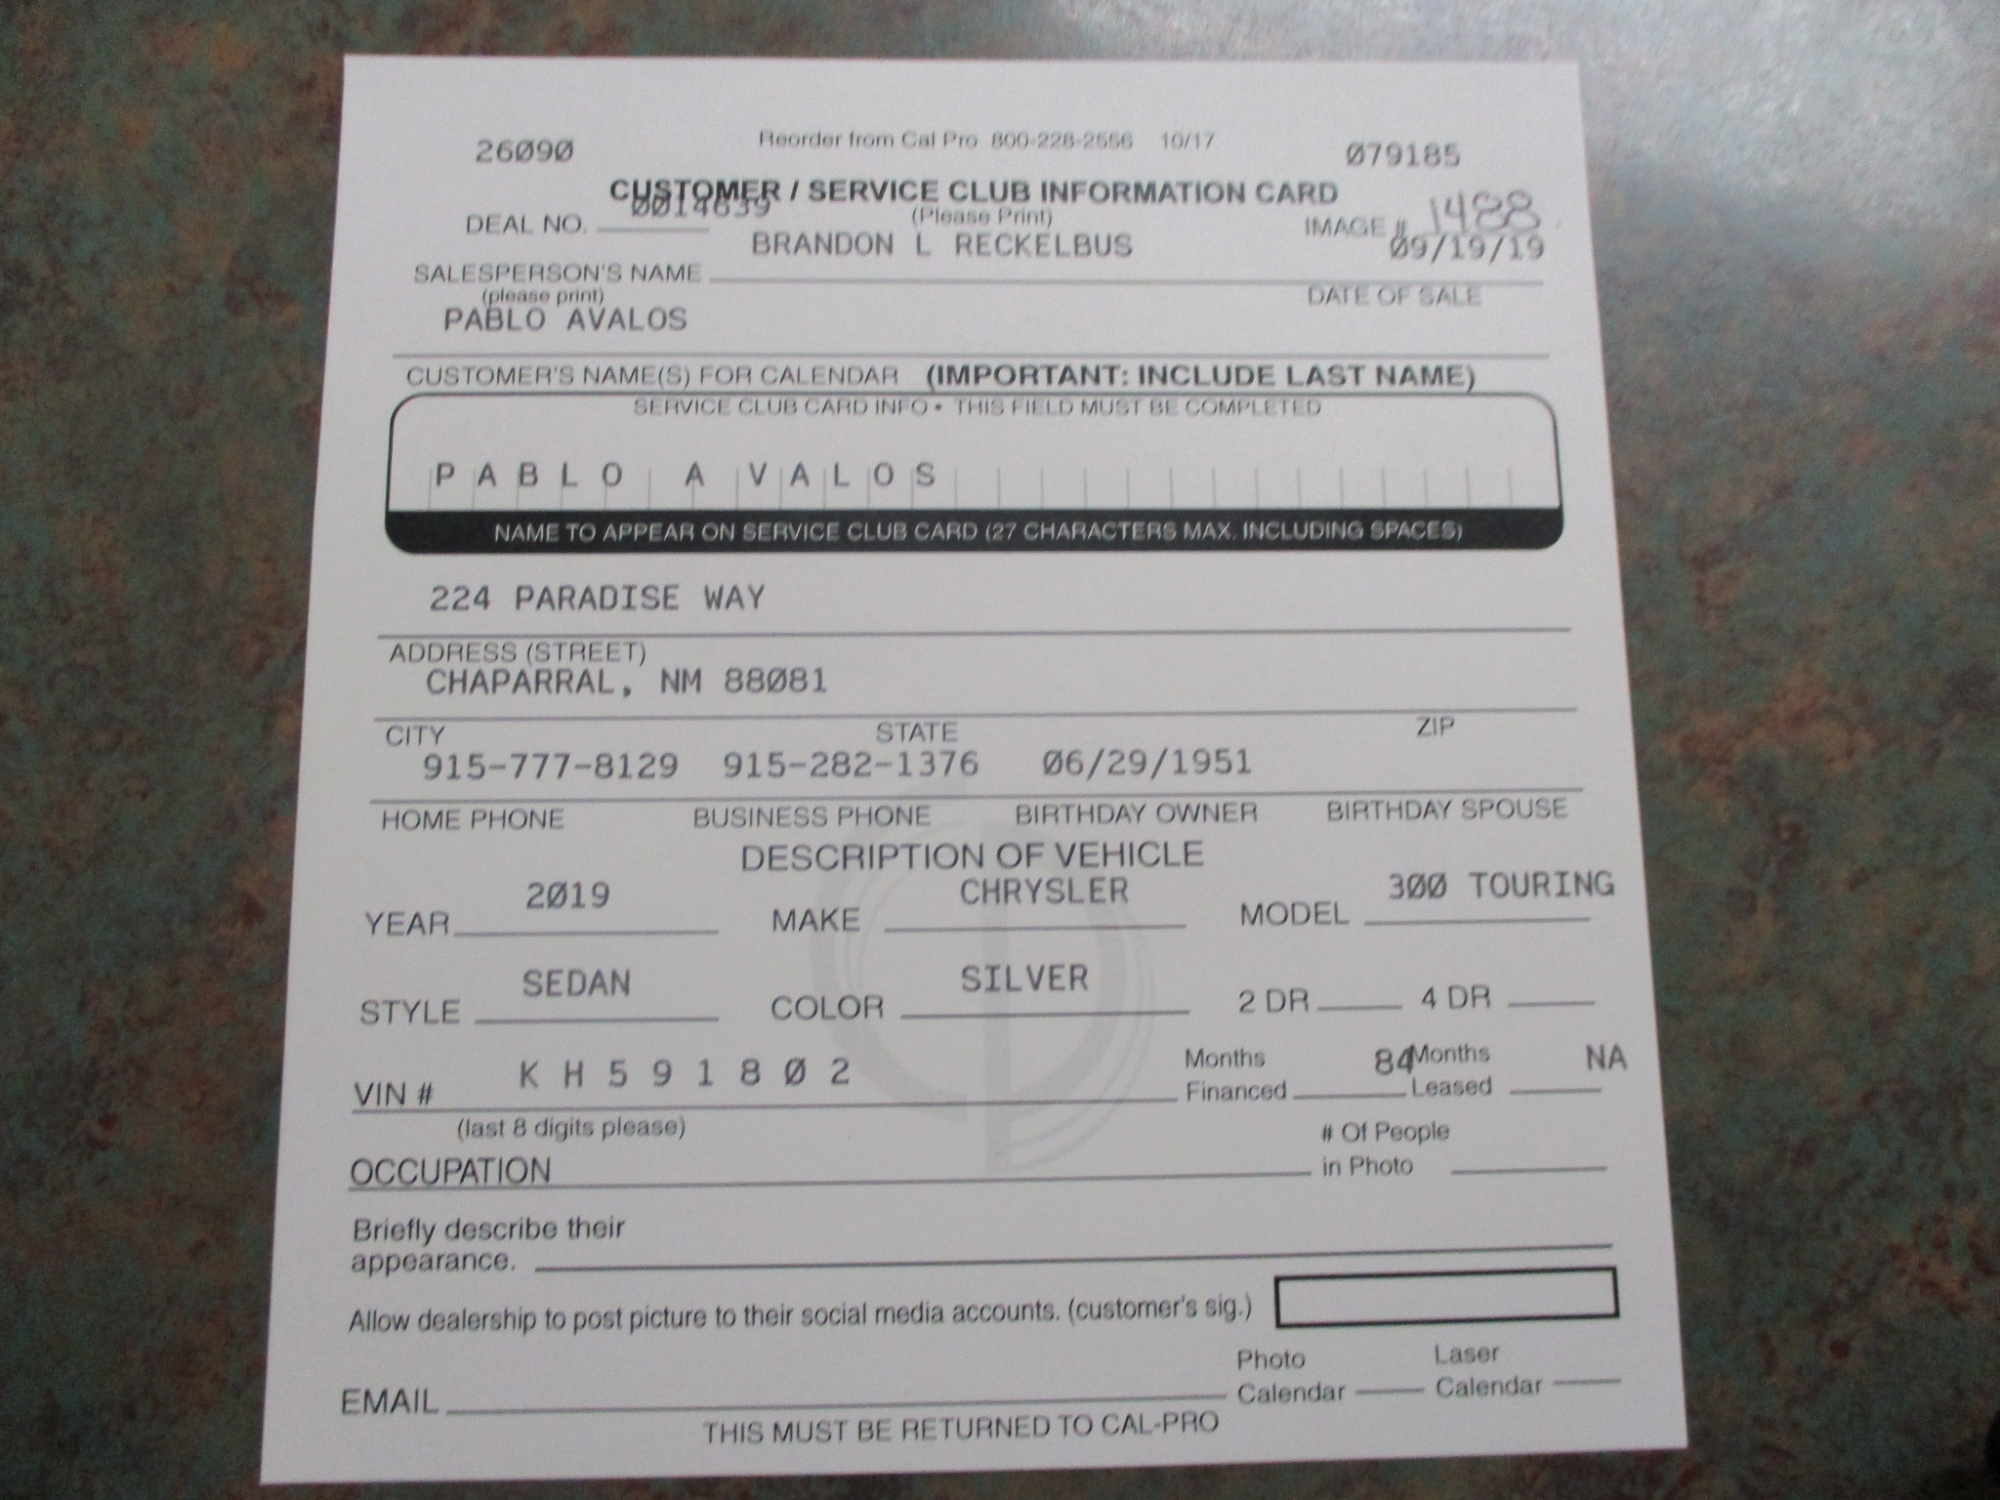 26090 Reorder from Cal Pro 800-228-2556 10/17 079185
CUSTOMER / SERVICE CLUB INFORMATION CARD
DEAL NO. 0014639 (Please Print) IMAGE # 1488
BRANDON L RECKELBUS 09/19/19
SALESPERSON'S NAME
(please print) DATE OF SALE
PABLO AVALOS
CUSTOMER'S NAME(S) FOR CALENDAR (IMPORTANT: INCLUDE LAST NAME)
SERVICE CLUB CARD INFO • THIS FIELD MUST BE COMPLETED
PABLO AVALOS
NAME TO APPEAR ON SERVICE CLUB CARD (27 CHARACTERS MAX. INCLUDING SPACES)
224 PARADISE WAY
ADDRESS (STREET)
CHAPARRAL, NM 88081
CITY STATE ZIP
915-777-8129 915-282-1376 06/29/1951
HOME PHONE BUSINESS PHONE BIRTHDAY OWNER BIRTHDAY SPOUSE
DESCRIPTION OF VEHICLE
2019 CHRYSLER 300 TOURING
YEAR MAKE MODEL
SEDAN SILVER
STYLE COLOR 2 DR 4 DR
KH591802 Months 84 Months NA
VIN # Financed Leased
(last 8 digits please) # Of People
OCCUPATION in Photo
Briefly describe their
appearance.
Allow dealership to post picture to their social media accounts. (customer's sig.)
Photo Laser
EMAIL Calendar Calendar
THIS MUST BE RETURNED TO CAL-PRO